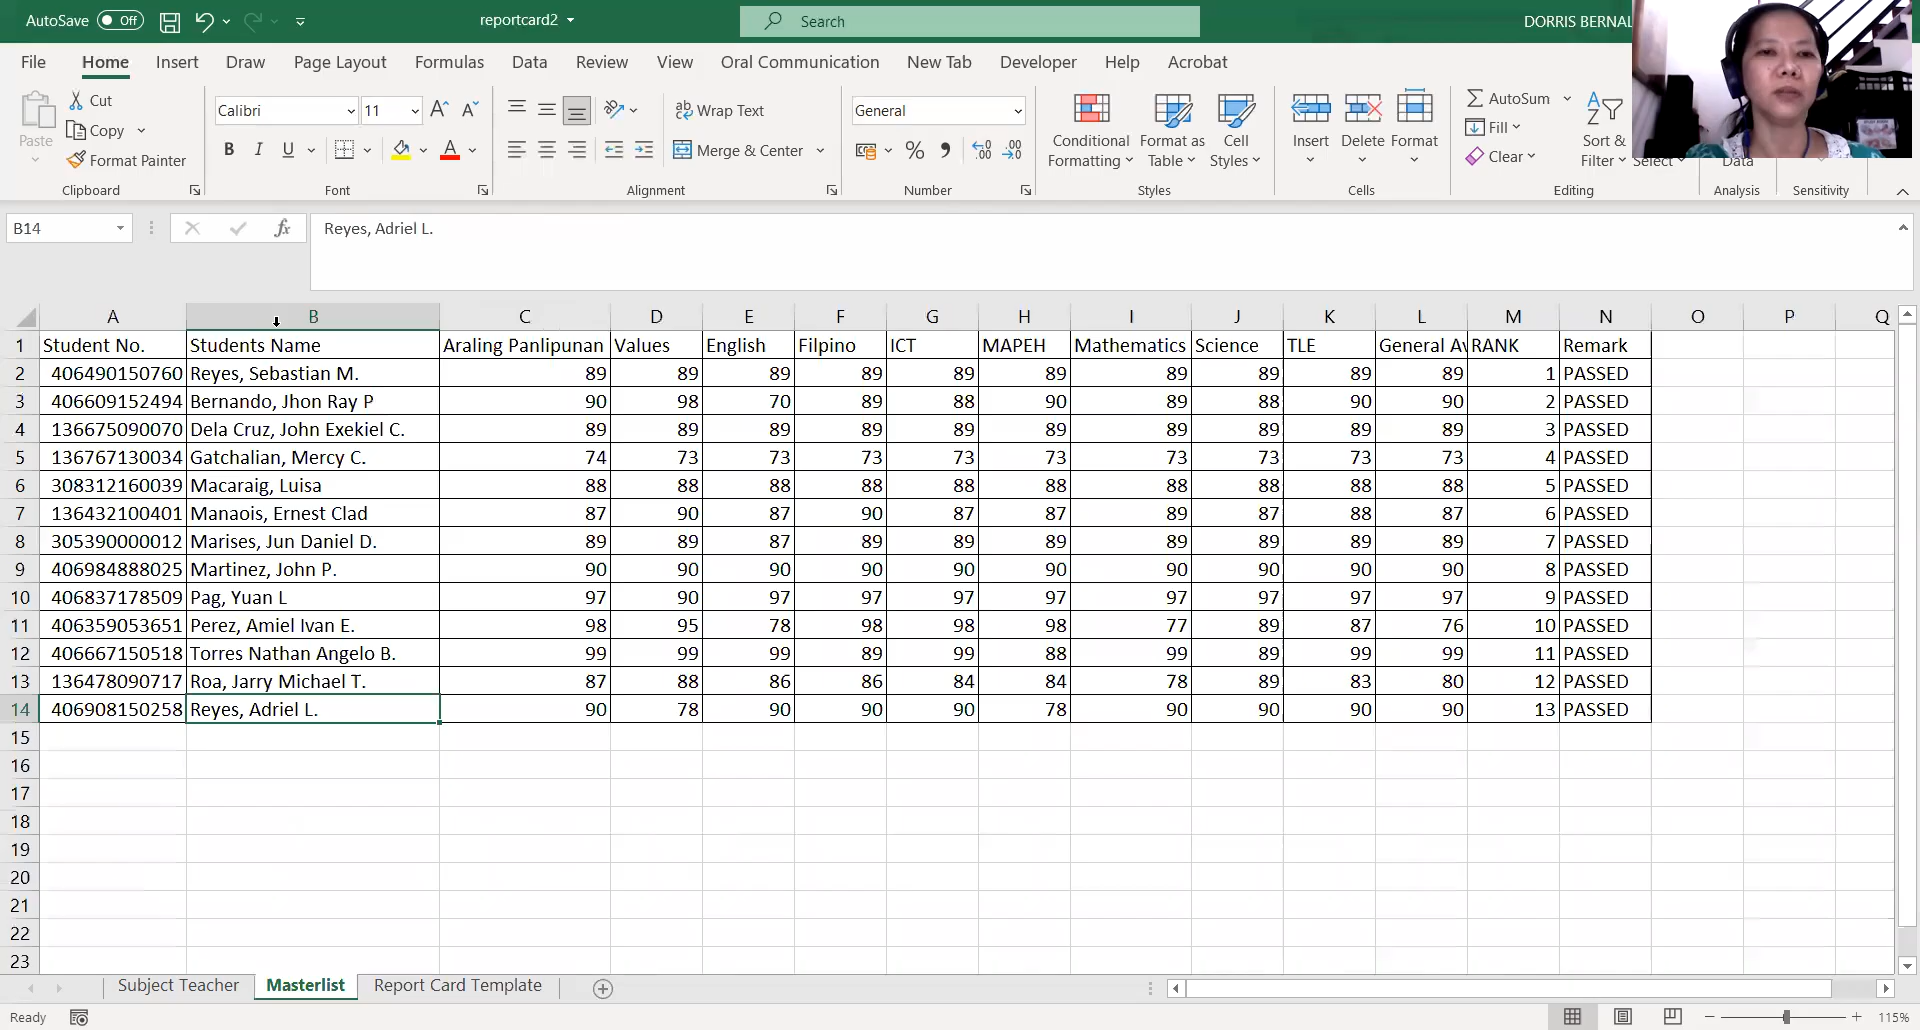 AutoSave Off reportcard2 Search DORRIS BERNAL
File Home Insert Draw Page Layout Formulas Data Review View Oral Communication New Tab Developer Help Acrobat
Paste Cut Copy Format Painter
Calibri 11
B I U
Wrap Text
Merge & Center
General
% ,
Conditional Formatting Format as Table Cell Styles
Insert Delete Format
AutoSum Fill Clear
Sort & Filter Select Data
Clipboard Font Alignment Number Styles Cells Editing Analysis Sensitivity
B14 fx Reyes, Adriel L.
A B C D E F G H I J K L M N O P Q
1 Student No. Students Name Araling Panlipunan Values English Filpino ICT MAPEH Mathematics Science TLE General Av RANK Remark
2 406490150760 Reyes, Sebastian M. 89 89 89 89 89 89 89 89 89 89 1 PASSED
3 406609152494 Bernando, Jhon Ray P 90 98 70 89 88 90 89 88 90 90 2 PASSED
4 136675090070 Dela Cruz, John Exekiel C. 89 89 89 89 89 89 89 89 89 89 3 PASSED
5 136767130034 Gatchalian, Mercy C. 74 73 73 73 73 73 73 73 73 73 4 PASSED
6 308312160039 Macaraig, Luisa 88 88 88 88 88 88 88 88 88 88 5 PASSED
7 136432100401 Manaois, Ernest Clad 87 90 87 90 87 87 89 87 88 87 6 PASSED
8 305390000012 Marises, Jun Daniel D. 89 89 87 89 89 89 89 89 89 89 7 PASSED
9 406984888025 Martinez, John P. 90 90 90 90 90 90 90 90 90 90 8 PASSED
10 406837178509 Pag, Yuan L 97 90 97 97 97 97 97 97 97 97 9 PASSED
11 406359053651 Perez, Amiel Ivan E. 98 95 78 98 98 98 77 89 87 76 10 PASSED
12 406667150518 Torres Nathan Angelo B. 99 99 99 89 99 88 99 89 99 99 11 PASSED
13 136478090717 Roa, Jarry Michael T. 87 88 86 86 84 84 78 89 83 80 12 PASSED
14 406908150258 Reyes, Adriel L. 90 78 90 90 90 78 90 90 90 90 13 PASSED
15
16
17
18
19
20
21
22
23
Subject Teacher Masterlist Report Card Template
Ready 115%